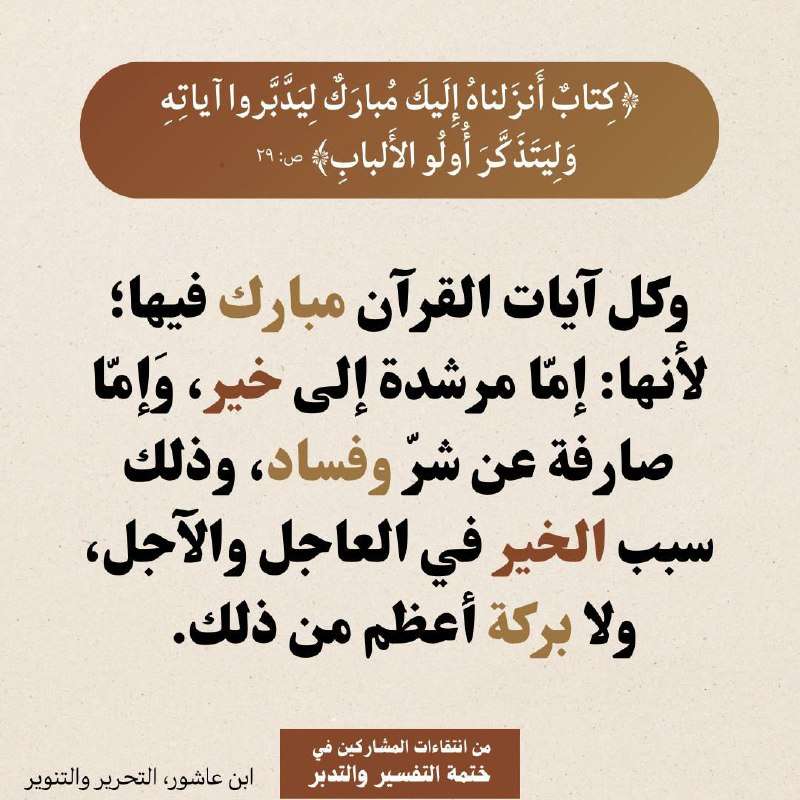 ﴿كِتابٌ أَنزَلناهُ إِلَيكَ مُبارَكٌ لِيَدَّبَّروا آياتِهِ
وَلِيَتَذَكَّرَ أُولُو الأَلبابِ﴾ ص: ٢٩
وكل آيات القرآن مبارك فيها؛
لأنها: إمّا مرشدة إلى خير، وَإمّا
صارفة عن شرّ وفساد، وذلك
سبب الخير في العاجل والآجل،
ولا بركة أعظم من ذلك.
من انتقاءات المشاركين في
ختمة التفسير والتدبر
ابن عاشور، التحرير والتنوير